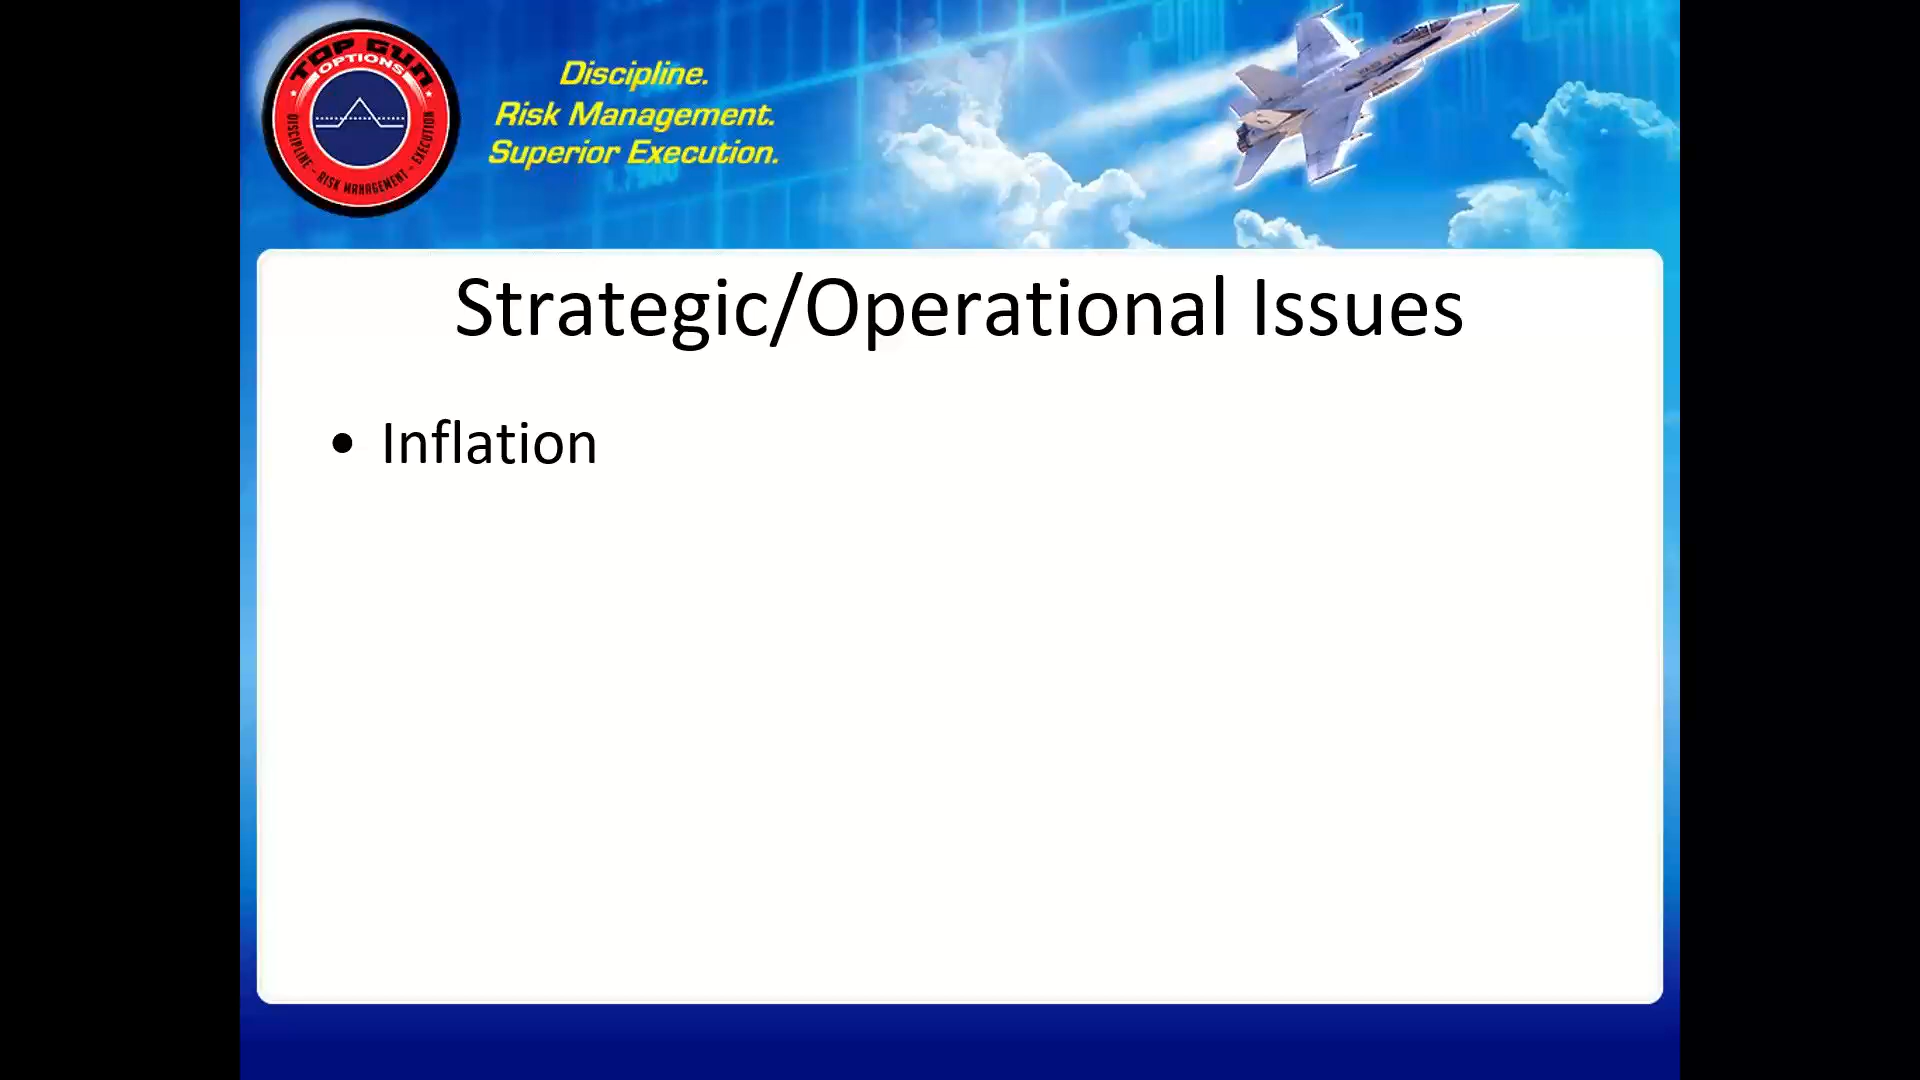 TOP GUN
OPTIONS
DISCIPLINE - RISK MANAGEMENT - EXECUTION
Discipline.
Risk Management.
Superior Execution.
Strategic/Operational Issues
• Inflation